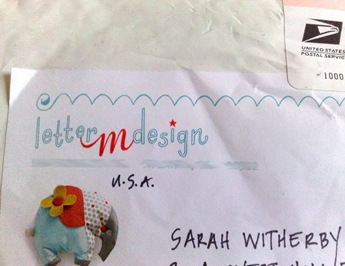 UNITED STATES
POSTAL SERVICE
1000
letter m design
U.S.A.
SARAH WITHERBY